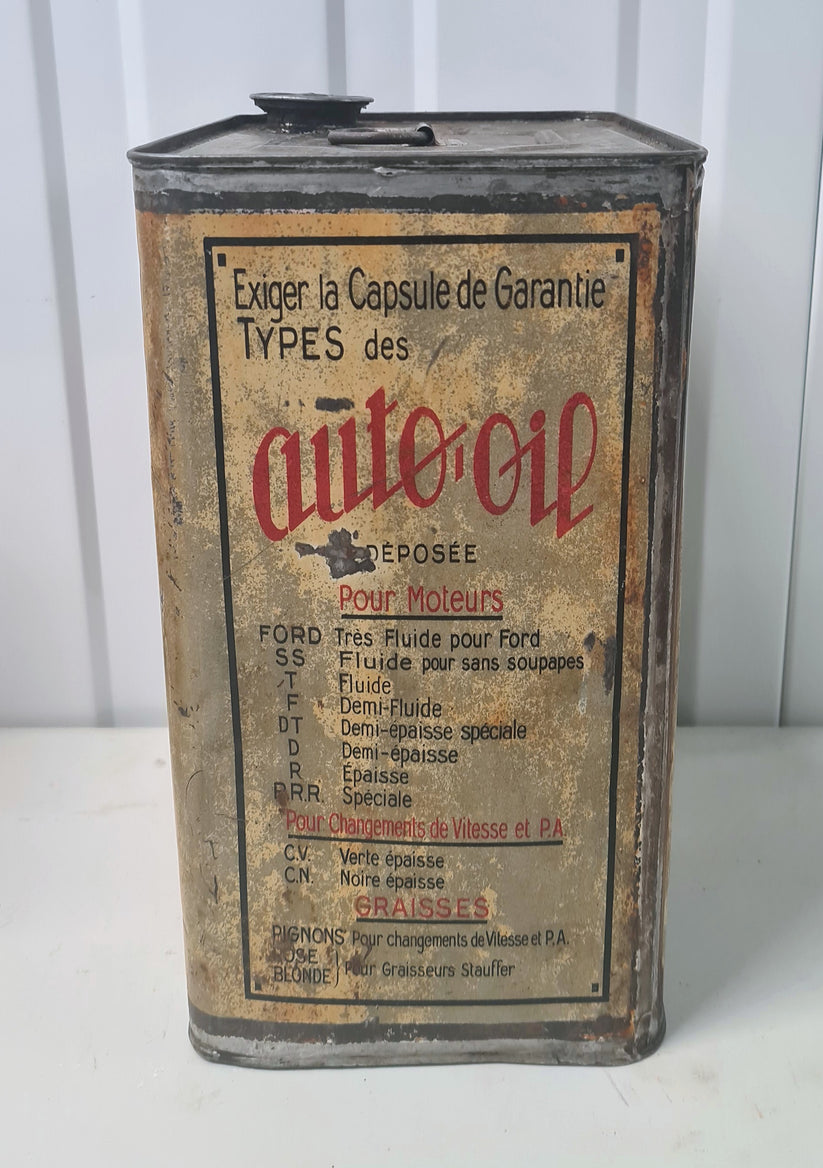 Exiger la Capsule de Garantie
TYPES des
auto-oil
DÉPOSÉE
Pour Moteurs
FORD Très Fluide pour Ford
SS Fluide pour sans soupapes
T Fluide
F Demi-Fluide
DT Demi-épaisse spéciale
D Demi-épaisse
R Épaisse
R.R.R. Spéciale
Pour Changements de Vitesse et P.A
C.V. Verte épaisse
C.N. Noire épaisse
GRAISSES
PIGNONS Pour changements de Vitesse et P.A.
ROSE
BLONDE } Pour Graisseurs Stauffer